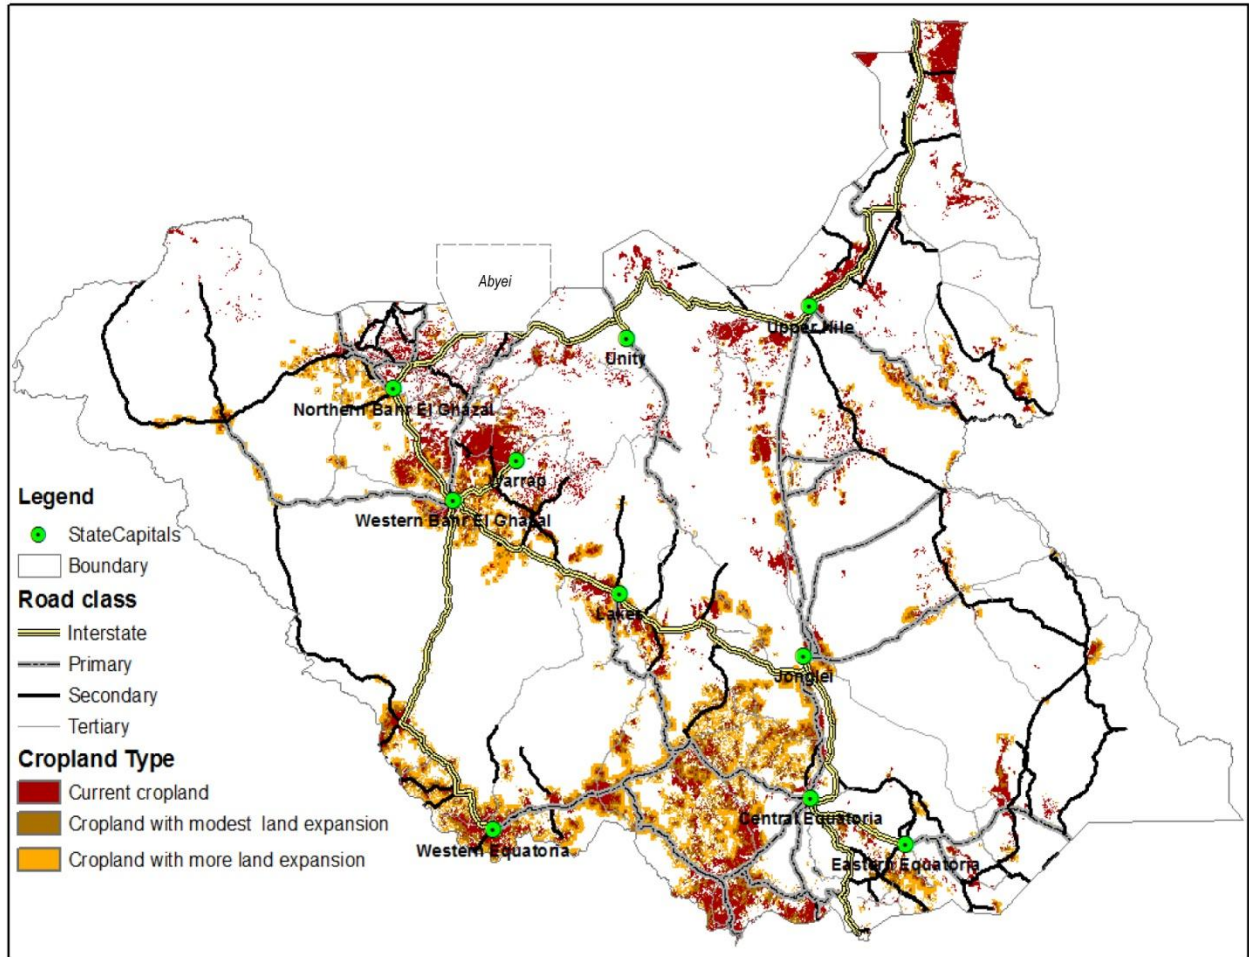 Abyei
Upper Nile
Unity
Northern Bahr El Ghazal
Warrap
Western Bahr El Ghazal
Lakes
Jonglei
Central Equatoria
Western Equatoria
Eastern Equatoria
Legend
StateCapitals
Boundary
Road class
Interstate
Primary
Secondary
Tertiary
Cropland Type
Current cropland
Cropland with modest land expansion
Cropland with more land expansion